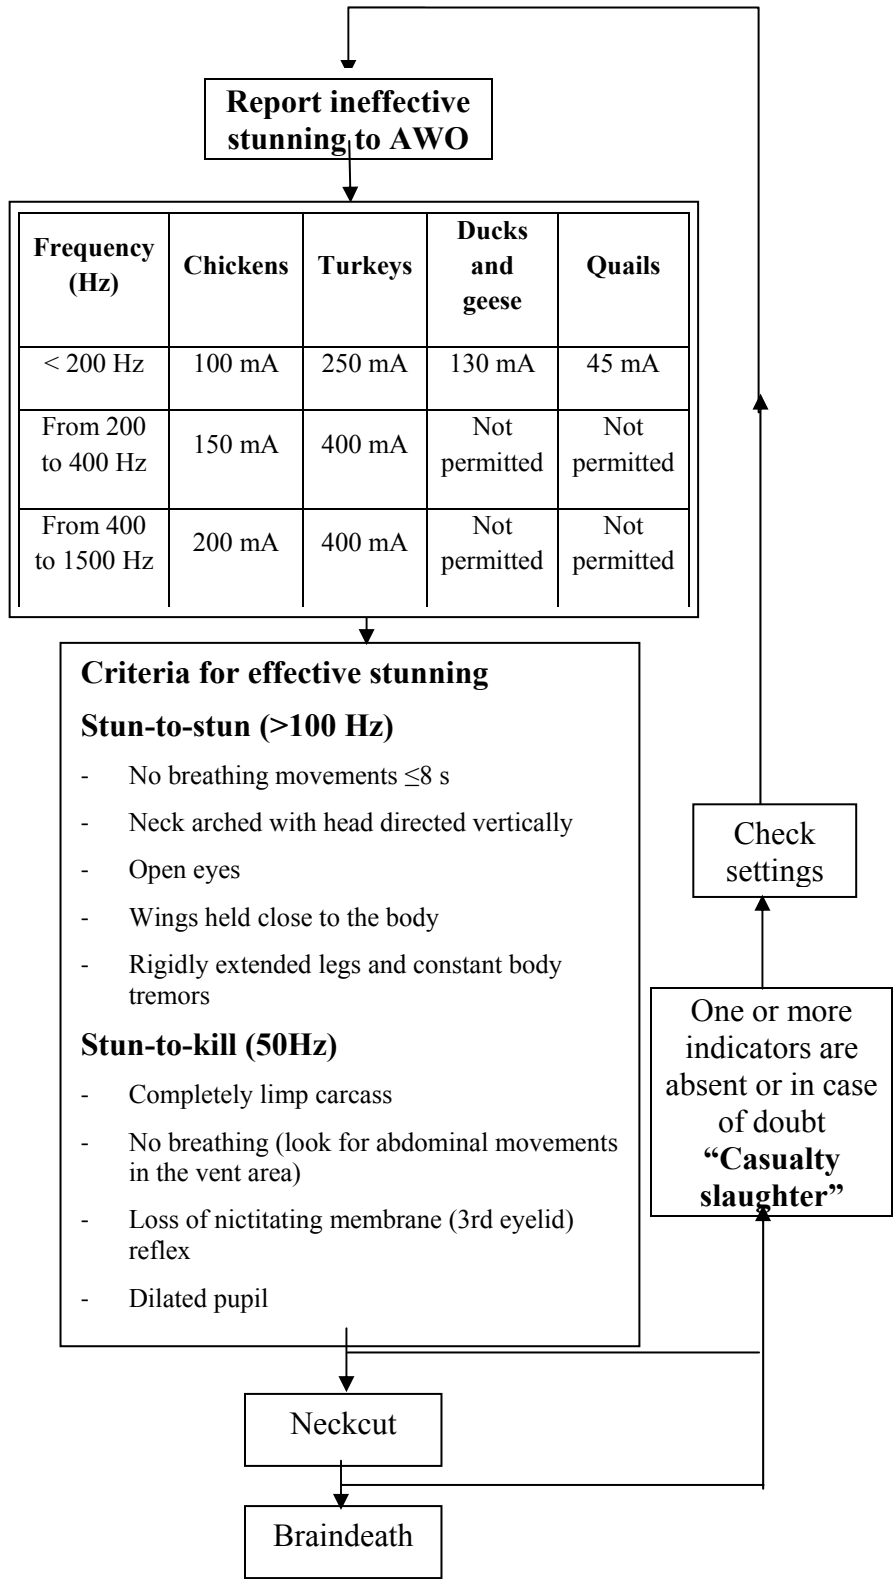 Report ineffective
stunning to AWO
Frequency
(Hz)
Chickens
Turkeys
Ducks
and
geese
Quails
< 200 Hz
100 mA
250 mA
130 mA
45 mA
From 200
to 400 Hz
150 mA
400 mA
Not
permitted
Not
permitted
From 400
to 1500 Hz
200 mA
400 mA
Not
permitted
Not
permitted
Criteria for effective stunning
Stun-to-stun (>100 Hz)
- No breathing movements ≤8 s
- Neck arched with head directed vertically
- Open eyes
- Wings held close to the body
- Rigidly extended legs and constant body
tremors
Stun-to-kill (50Hz)
- Completely limp carcass
- No breathing (look for abdominal movements
in the vent area)
- Loss of nictitating membrane (3rd eyelid)
reflex
- Dilated pupil
Check
settings
One or more
indicators are
absent or in case
of doubt
“Casualty
slaughter”
Neckcut
Braindeath